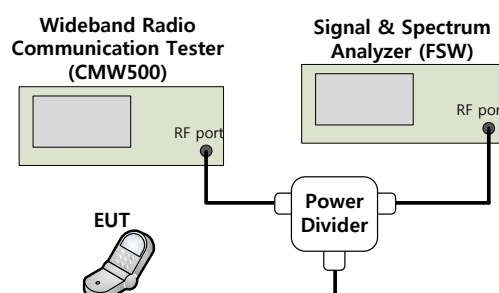 Wideband Radio
Communication Tester
(CMW500)
Signal & Spectrum
Analyzer (FSW)
RF port
RF port
Power
Divider
EUT